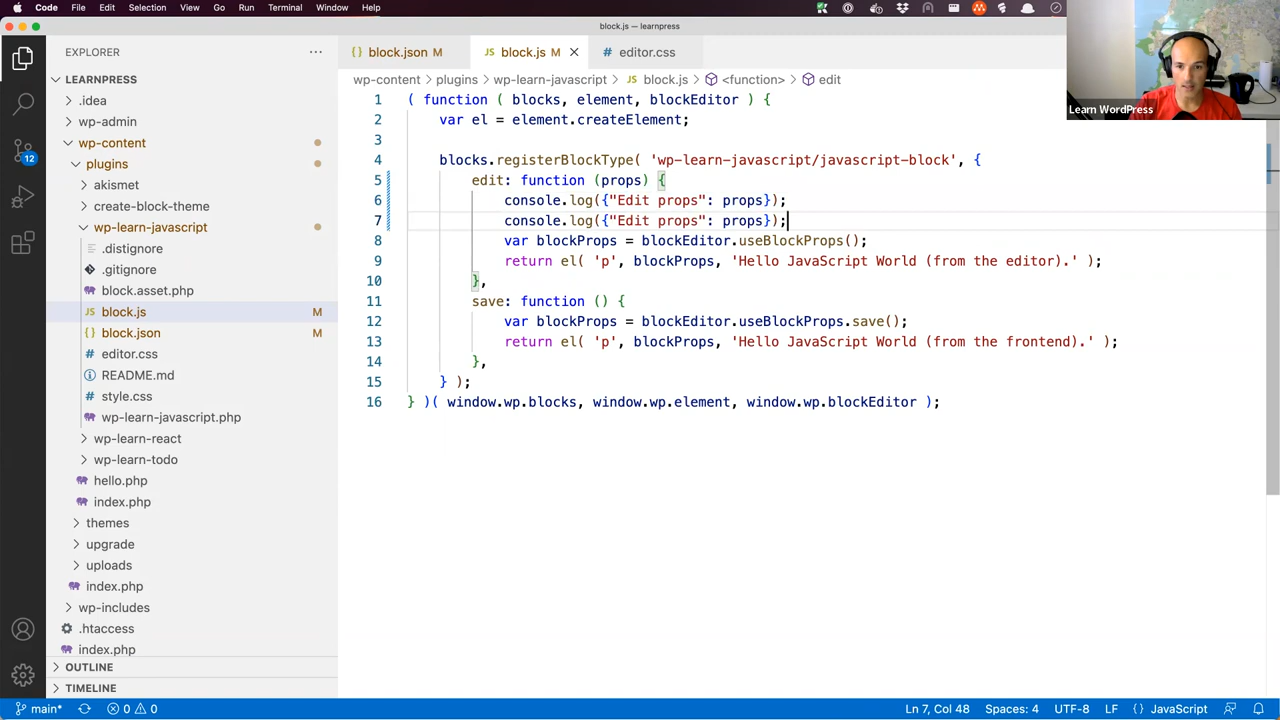 Code File Edit Selection View Go Run Terminal Window Help
block.js — learnpress
EXPLORER
LEARNPRESS
.idea
wp-admin
wp-content
plugins
akismet
create-block-theme
wp-learn-javascript
.distignore
.gitignore
block.asset.php
block.js M
block.json M
editor.css
README.md
style.css
wp-learn-javascript.php
wp-learn-react
wp-learn-todo
hello.php
index.php
themes
upgrade
uploads
index.php
wp-includes
.htaccess
index.php
OUTLINE
TIMELINE
12
{} block.json M JS block.js M editor.css
wp-content plugins wp-learn-javascript JS block.js <function> edit
1 ( function ( blocks, element, blockEditor ) {
2 var el = element.createElement;
3
4 blocks.registerBlockType( 'wp-learn-javascript/javascript-block', {
5 edit: function (props) {
6 console.log({"Edit props": props});
7 console.log({"Edit props": props});
8 var blockProps = blockEditor.useBlockProps();
9 return el( 'p', blockProps, 'Hello JavaScript World (from the editor).' );
10 },
11 save: function () {
12 var blockProps = blockEditor.useBlockProps.save();
13 return el( 'p', blockProps, 'Hello JavaScript World (from the frontend).' );
14 },
15 } );
16 } )( window.wp.blocks, window.wp.element, window.wp.blockEditor );
Learn WordPress
main* 0 0 Ln 7, Col 48 Spaces: 4 UTF-8 LF {} JavaScript